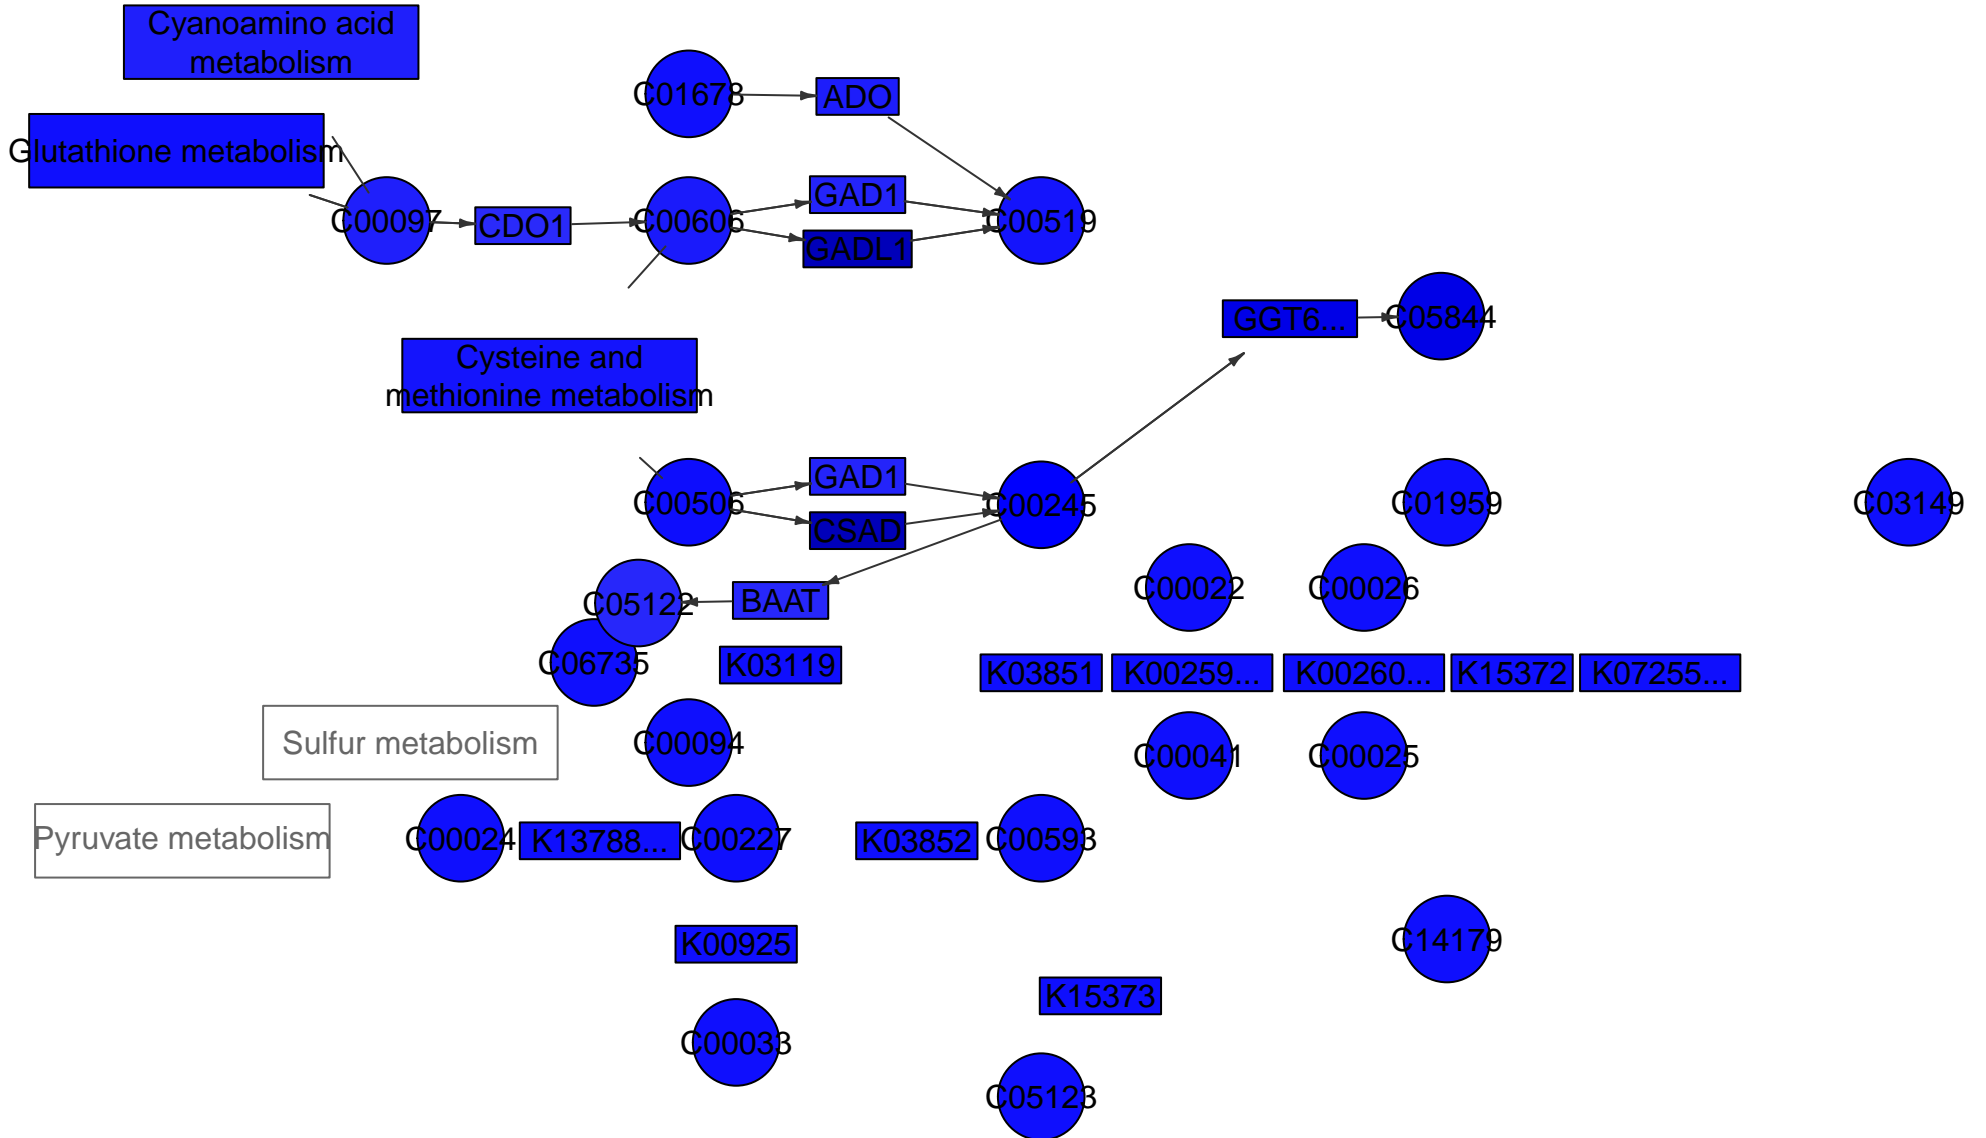 Cyanoamino acid
metabolism
C01678
ADO
Glutathione metabolism
C00097
CDO1
C00606
GAD1
GADL1
C00519
GGT6...
C05844
Cysteine and
methionine metabolism
C00506
GAD1
CSAD
C00245
C01959
C03149
C05122
BAAT
C00022
C00026
C06735
K03119
K03851
K00259...
K00260...
K15372
K07255...
Sulfur metabolism
C00094
C00041
C00025
Pyruvate metabolism
C00024
K13788...
C00227
K03852
C00593
K00925
C14179
K15373
C00033
C05123